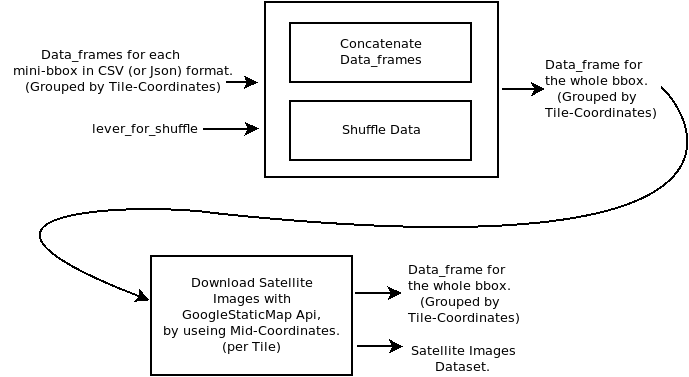 Data_frames for each
mini-bbox in CSV (or Json) format.
(Grouped by Tile-Coordinates)
lever_for_shuffle
Concatenate
Data_frames
Shuffle Data
Data_frame for
the whole bbox.
(Grouped by
Tile-Coordinates)
Download Satellite
Images with
GoogleStaticMap Api,
by useing Mid-Coordinates.
(per Tile)
Data_frame for
the whole bbox.
(Grouped by
Tile-Coordinates)
Satellite Images
Dataset.